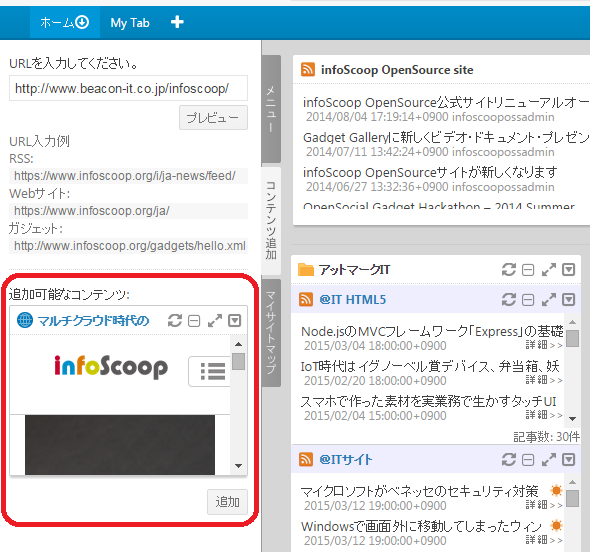 ホーム
My Tab
URLを入力してください。
http://www.beacon-it.co.jp/infoscoop/
プレビュー
URL入力例
RSS:
https://www.infoscoop.org/i/ja-news/feed/
Webサイト:
https://www.infoscoop.org/ja/
ガジェット:
http://www.infoscoop.org/gadgets/hello.xml
追加可能なコンテンツ:
マルチクラウド時代の
infoScoop
追加
メニュー
コンテンツ追加
マイサイトマップ
infoScoop OpenSource site
infoScoop OpenSource公式サイトリニューアルオー
2014/08/04 17:19:14+0900 infoscoopossadmin
Gadget Galleryに新しくビデオ・ドキュメント・プレゼン
2014/07/11 13:42:24+0900 infoscoopossadmin
infoScoop OpenSourceサイトが新しくなります
2014/06/27 13:32:36+0900 infoscoopossadmin
OpenSocial Gadget Hackathon – 2014 Summer
アットマークIT
@IT HTML5
Node.jsのMVCフレームワーク「Express」の基礎
2015/03/04 18:00:00+0900 詳細>>
IoT時代はイグノーベル賞デバイス、弁当箱、妖
2015/02/20 18:00:00+0900 詳細>>
スマホで作った素材を実業務で生かすタッチUI
2015/02/04 15:00:00+0900 詳細>>
記事数: 30件
@ITサイト
マイクロソフトがベネッセのセキュリティ対策
2015/03/12 19:00:00+0900 詳細>>
Windowsで画面外に移動してしまったウィン
2015/03/12 19:00:00+0900 詳細>>